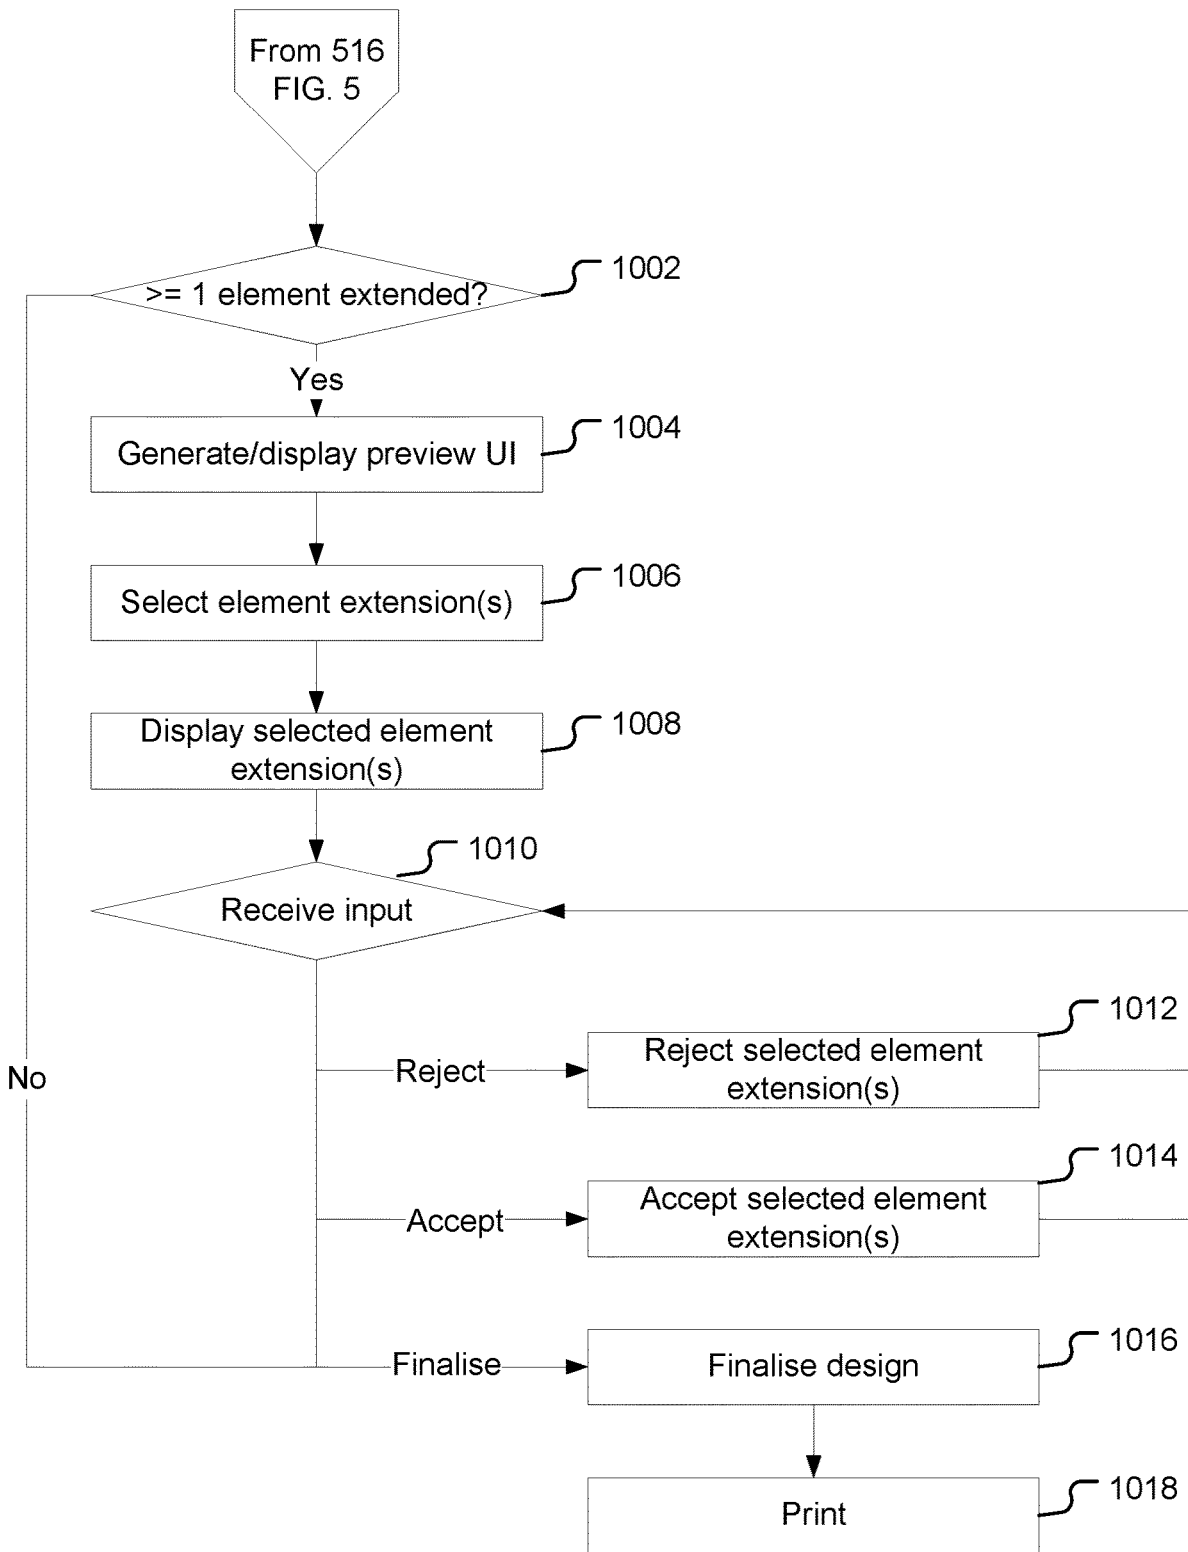 From 516
FIG. 5
>= 1 element extended?
1002
Yes
Generate/display preview UI
1004
Select element extension(s)
1006
Display selected element
extension(s)
1008
Receive input
1010
No
Reject
Reject selected element
extension(s)
1012
Accept
Accept selected element
extension(s)
1014
Finalise
Finalise design
1016
Print
1018